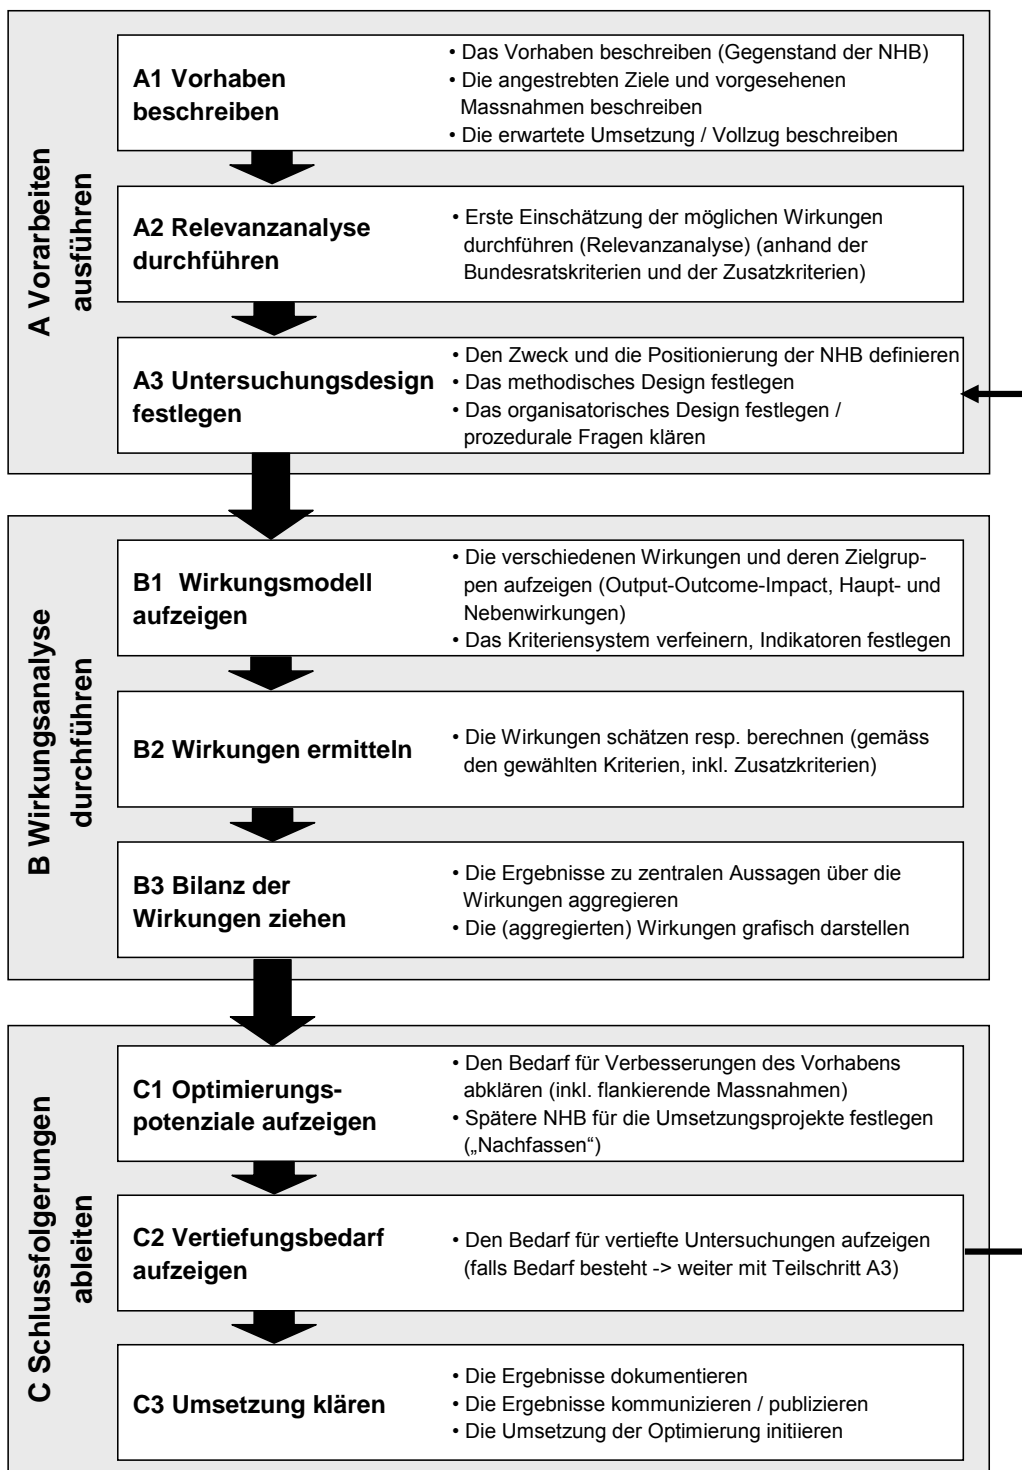 A Vorarbeiten
ausführen
A1 Vorhaben
beschreiben
• Das Vorhaben beschreiben (Gegenstand der NHB)
• Die angestrebten Ziele und vorgesehenen
Massnahmen beschreiben
• Die erwartete Umsetzung / Vollzug beschreiben
A2 Relevanzanalyse
durchführen
• Erste Einschätzung der möglichen Wirkungen
durchführen (Relevanzanalyse) (anhand der
Bundesratskriterien und der Zusatzkriterien)
A3 Untersuchungsdesign
festlegen
• Den Zweck und die Positionierung der NHB definieren
• Das methodisches Design festlegen
• Das organisatorisches Design festlegen /
prozedurale Fragen klären
B Wirkungsanalyse
durchführen
B1 Wirkungsmodell
aufzeigen
• Die verschiedenen Wirkungen und deren Zielgrup-
pen aufzeigen (Output-Outcome-Impact, Haupt- und
Nebenwirkungen)
• Das Kriteriensystem verfeinern, Indikatoren festlegen
B2 Wirkungen ermitteln
• Die Wirkungen schätzen resp. berechnen (gemäss
den gewählten Kriterien, inkl. Zusatzkriterien)
B3 Bilanz der
Wirkungen ziehen
• Die Ergebnisse zu zentralen Aussagen über die
Wirkungen aggregieren
• Die (aggregierten) Wirkungen grafisch darstellen
C Schlussfolgerungen
ableiten
C1 Optimierungs-
potenziale aufzeigen
• Den Bedarf für Verbesserungen des Vorhabens
abklären (inkl. flankierende Massnahmen)
• Spätere NHB für die Umsetzungsprojekte festlegen
(„Nachfassen“)
C2 Vertiefungsbedarf
aufzeigen
• Den Bedarf für vertiefte Untersuchungen aufzeigen
(falls Bedarf besteht -> weiter mit Teilschritt A3)
C3 Umsetzung klären
• Die Ergebnisse dokumentieren
• Die Ergebnisse kommunizieren / publizieren
• Die Umsetzung der Optimierung initiieren